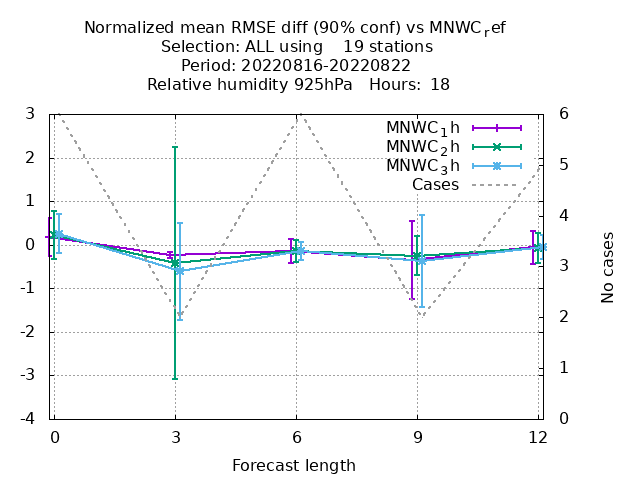 Normalized mean RMSE diff (90% conf) vs MNWC_ref
Selection: ALL using    19 stations
Period: 20220816-20220822
Relative humidity 925hPa   Hours:  18
MNWC_1h
MNWC_2h
MNWC_3h
Cases
3
2
1
0
-1
-2
-3
-4
6
5
4
3
2
1
0
No cases
0 3 6 9 12
Forecast length